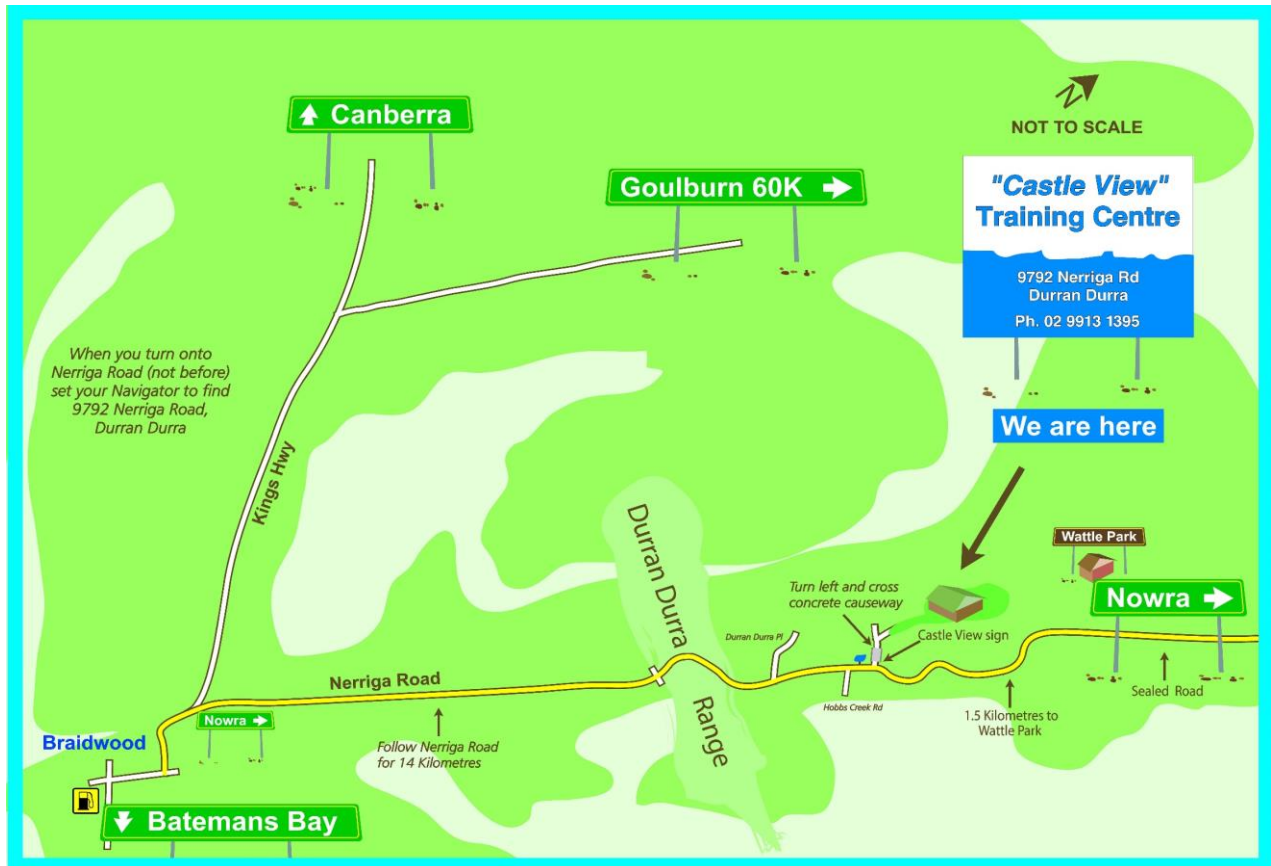 Canberra
Goulburn 60K
N
NOT TO SCALE
"Castle View"
Training Centre
9792 Nerriga Rd
Durran Durra
Ph. 02 9913 1395
We are here
When you turn onto
Nerriga Road (not before)
set your Navigator to find
9792 Nerriga Road,
Durran Durra
Kings Hwy
Durran Durra
Range
Wattle Park
Nowra
Turn left and cross
concrete causeway
Durran Durra Pl
Castle View sign
Nerriga Road
Hobbs Creek Rd
Sealed Road
1.5 Kilometres to
Wattle Park
Nowra
Braidwood
Follow Nerriga Road
for 14 Kilometres
Batemans Bay